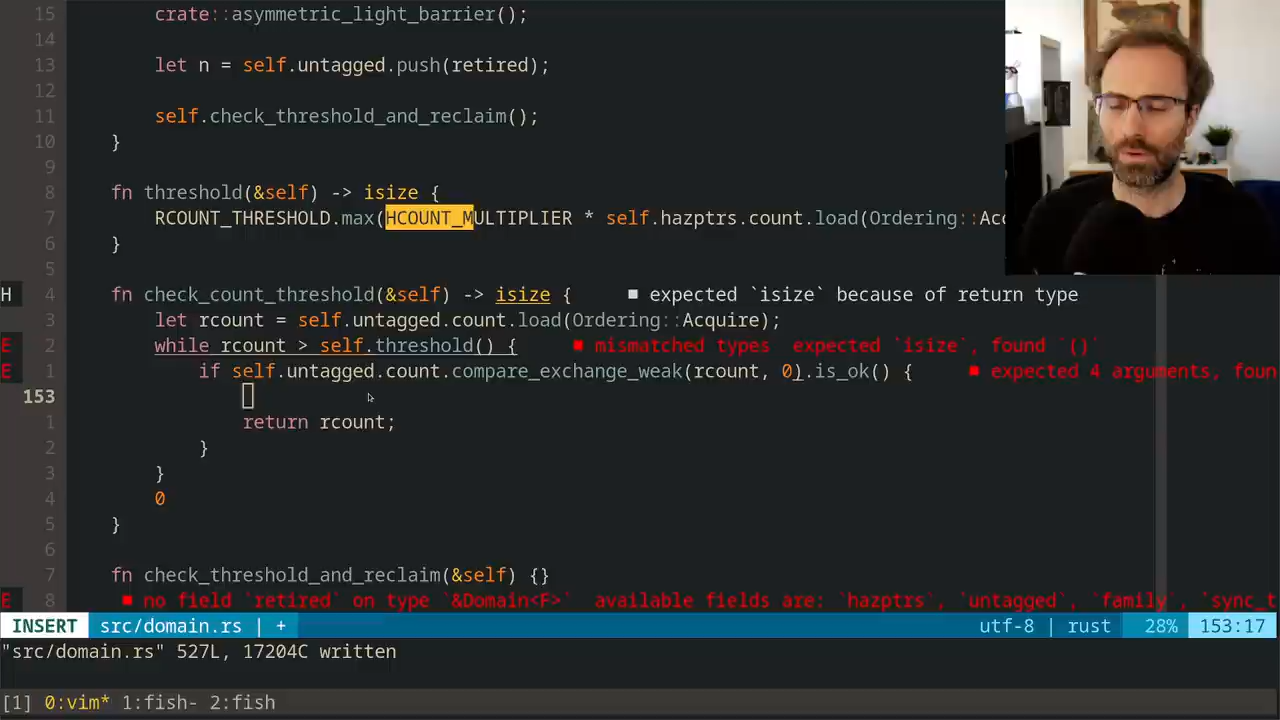 15 crate::asymmetric_light_barrier();
14
13 let n = self.untagged.push(retired);
12
11 self.check_threshold_and_reclaim();
10 }
9
8 fn threshold(&self) -> isize {
7 RCOUNT_THRESHOLD.max(HCOUNT_MULTIPLIER * self.hazptrs.count.load(Ordering::Acq
6 }
5
H 4 fn check_count_threshold(&self) -> isize { ■ expected `isize` because of return type
3 let rcount = self.untagged.count.load(Ordering::Acquire);
E 2 while rcount > self.threshold() { ■ mismatched types expected `isize`, found `()`
E 1 if self.untagged.count.compare_exchange_weak(rcount, 0).is_ok() { ■ expected 4 arguments, foun
153
1 return rcount;
2 }
3 }
4 0
5 }
6
7 fn check_threshold_and_reclaim(&self) {}
E 8 ■ no field `retired` on type `&Domain<F>` available fields are: `hazptrs`, `untagged`, `family`, `sync_t
INSERT src/domain.rs | + utf-8 | rust 28% 153:17
"src/domain.rs" 527L, 17204C written
[1] 0:vim* 1:fish- 2:fish